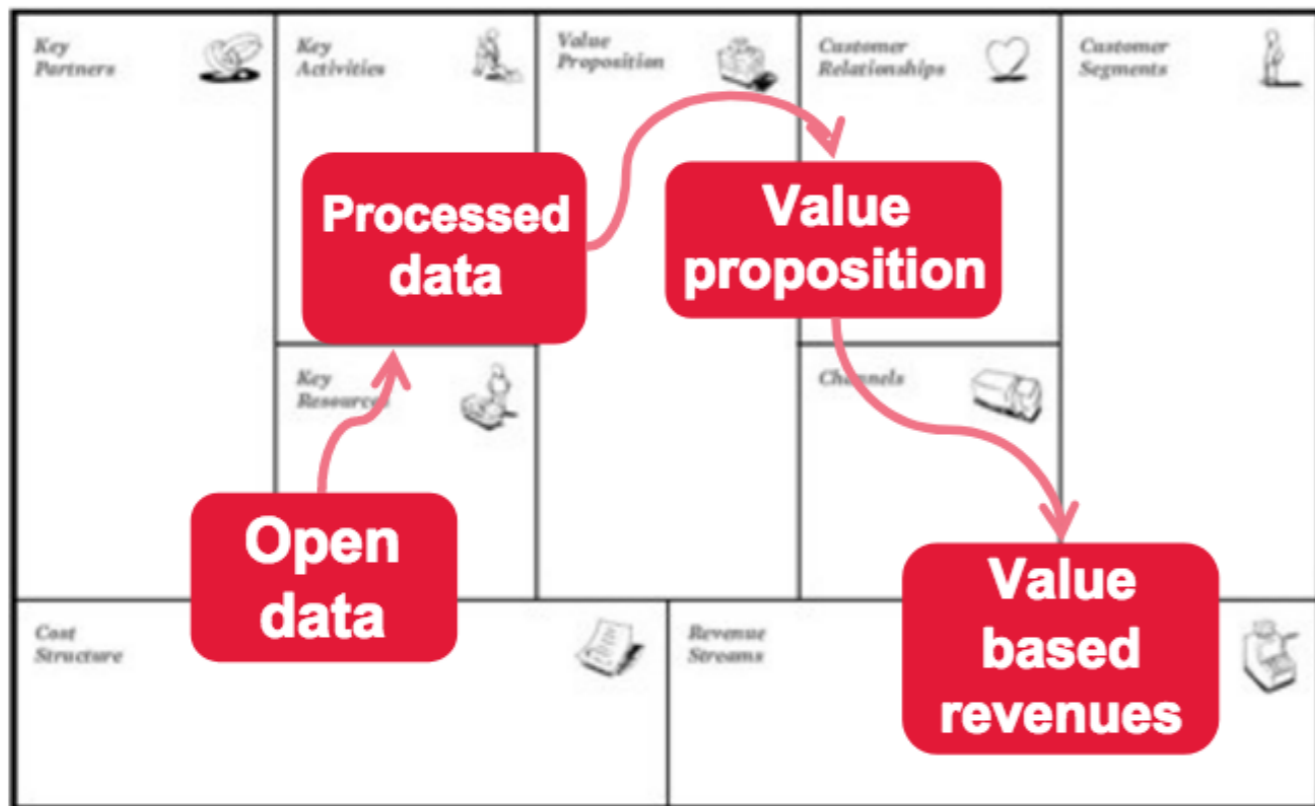 Key
Partners
Key
Activities
Value
Proposition
Customer
Relationships
Customer
Segments
Processed
data
Value
proposition
Key
Resources
Channels
Open
data
Value
based
revenues
Cost
Structure
Revenue
Streams